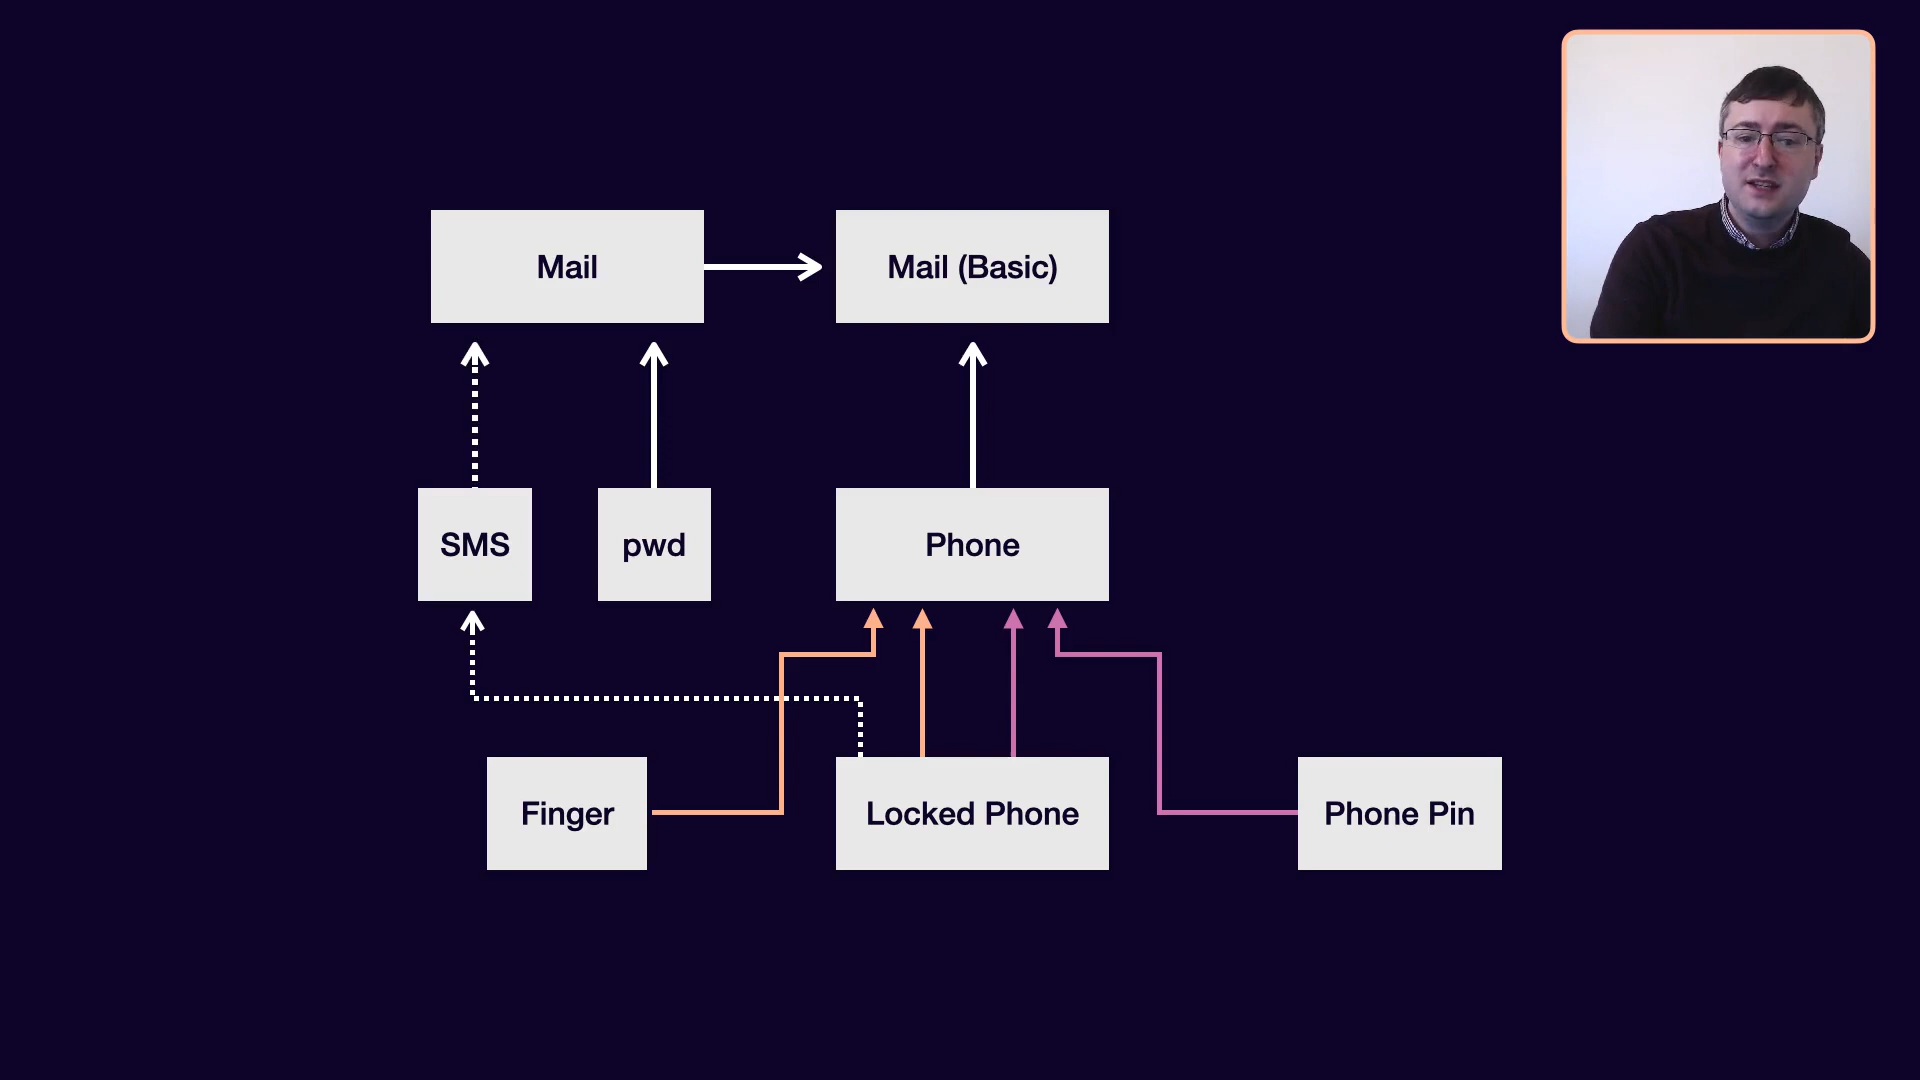 Mail
Mail (Basic)
SMS
pwd
Phone
Finger
Locked Phone
Phone Pin